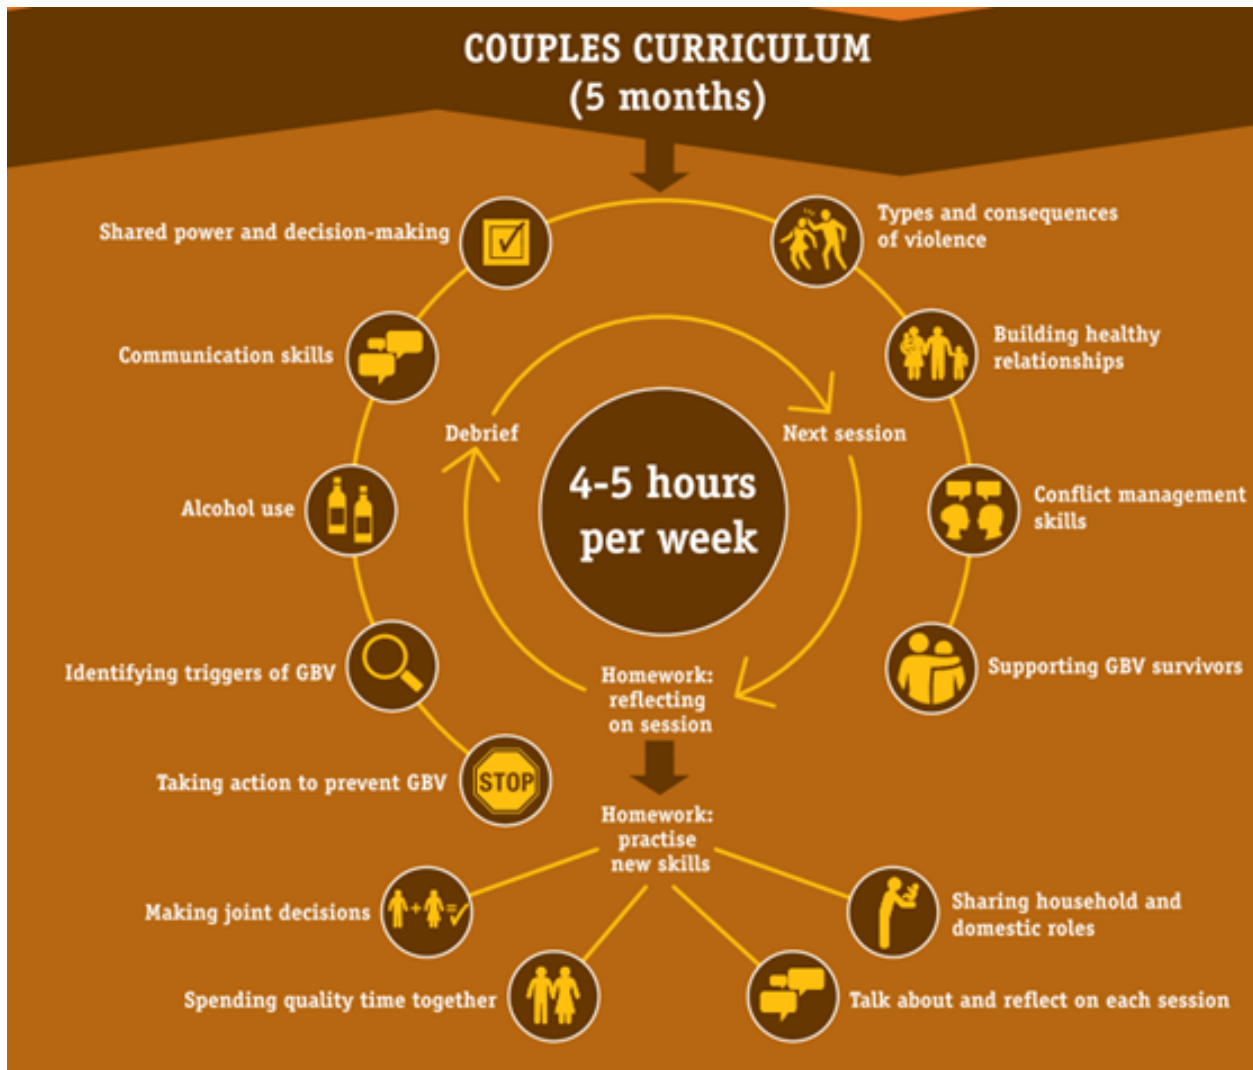 COUPLES CURRICULUM
(5 months)
Shared power and decision-making
Types and consequences
of violence
Communication skills
Building healthy
relationships
Debrief
Next session
4-5 hours
per week
Alcohol use
Conflict management
skills
Identifying triggers of GBV
Supporting GBV survivors
Homework:
reflecting
on session
Taking action to prevent GBV
STOP
Homework:
practise
new skills
Making joint decisions
Sharing household and
domestic roles
Spending quality time together
Talk about and reflect on each session